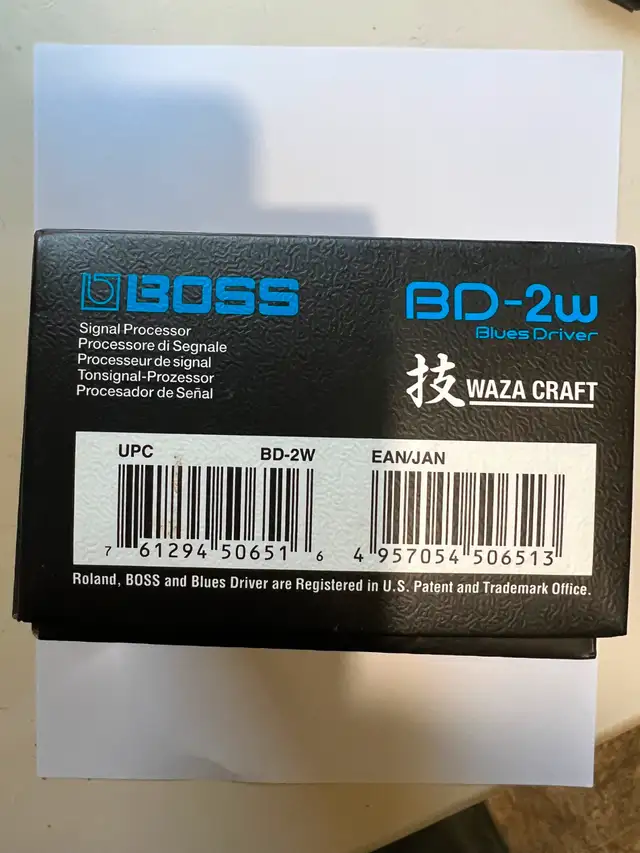 BOSS
Signal Processor
Processore di Segnale
Processeur de signal
Tonsignal-Prozessor
Procesador de Señal
BD-2w
Blues Driver
技 WAZA CRAFT
UPC BD-2W
7 61294 50651 6
EAN/JAN
4 957054 506513
Roland, BOSS and Blues Driver are Registered in U.S. Patent and Trademark Office.